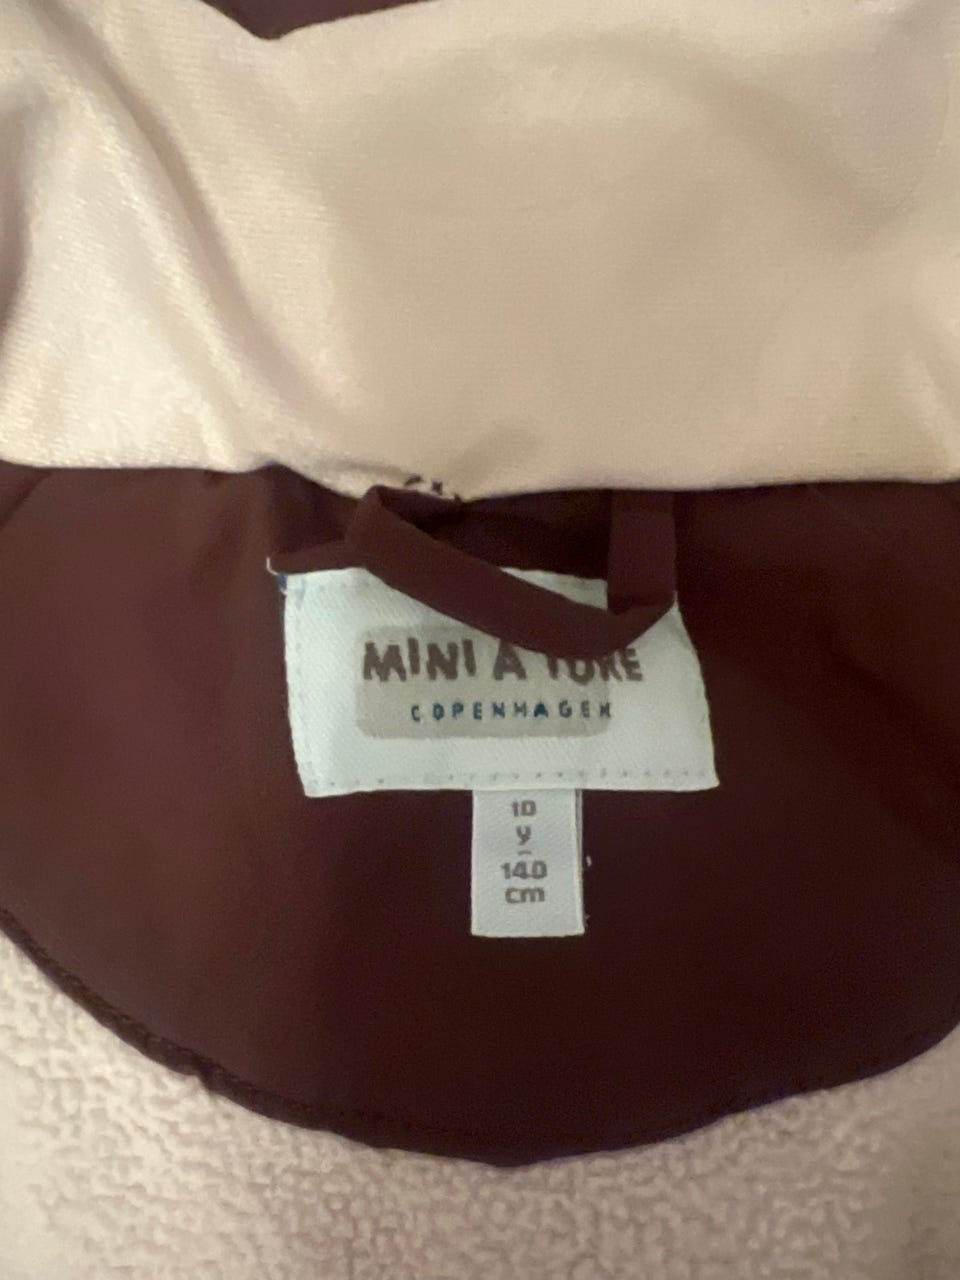 MINI A TURE
COPENHAGEN
10
y
-
140
cm